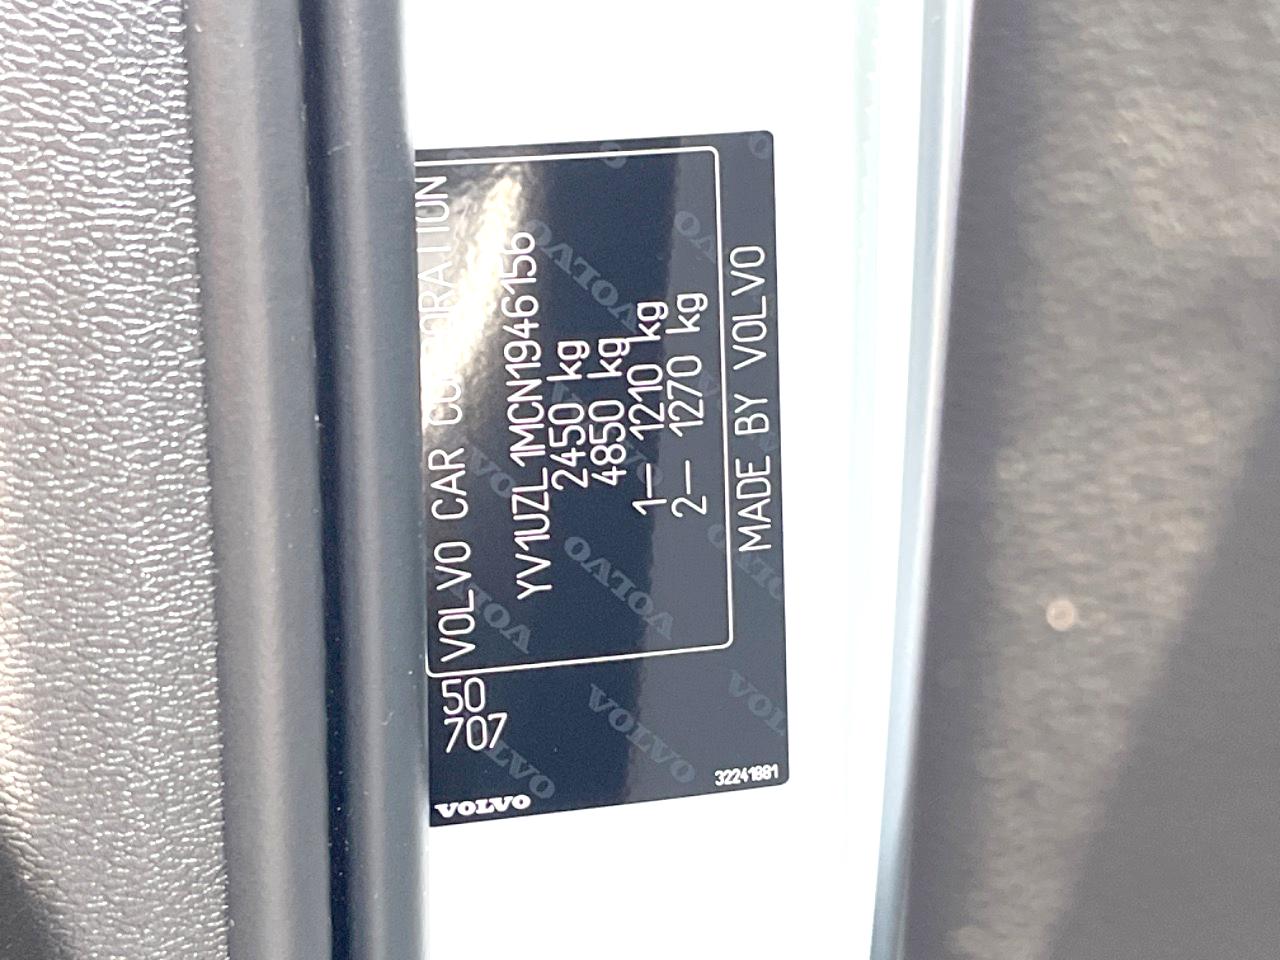 VOLVO
50
707
VOLVO CAR CORPORATION
YV1UZL1MCN1946156
2450 kg
4850 kg
1— 1210 kg
2— 1270 kg
MADE BY VOLVO
32241881